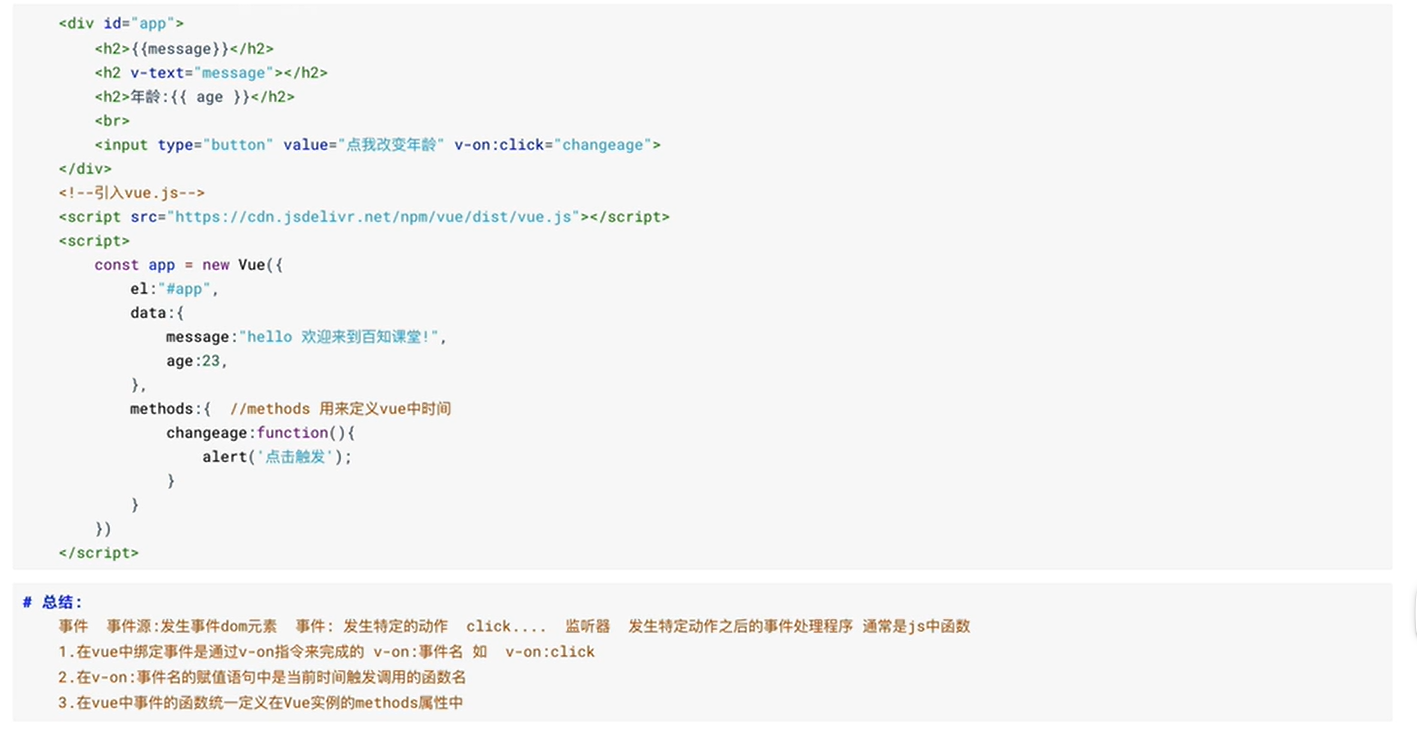 <div id="app">
<h2>{{message}}</h2>
<h2 v-text="message"></h2>
<h2>年龄:{{ age }}</h2>
<br>
<input type="button" value="点我改变年龄" v-on:click="changeage">
</div>
<!--引入vue.js-->
<script src="https://cdn.jsdelivr.net/npm/vue/dist/vue.js"></script>
<script>
const app = new Vue({
el:"#app",
data:{
message:"hello 欢迎来到百知课堂!",
age:23,
},
methods:{  //methods 用来定义vue中时间
changeage:function(){
alert('点击触发');
}
}
})
</script>
# 总结:
事件  事件源:发生事件dom元素  事件: 发生特定的动作  click....  监听器  发生特定动作之后的事件处理程序 通常是js中函数
1.在vue中绑定事件是通过v-on指令来完成的 v-on:事件名 如  v-on:click
2.在v-on:事件名的赋值语句中是当前时间触发调用的函数名
3.在vue中事件的函数统一定义在Vue实例的methods属性中